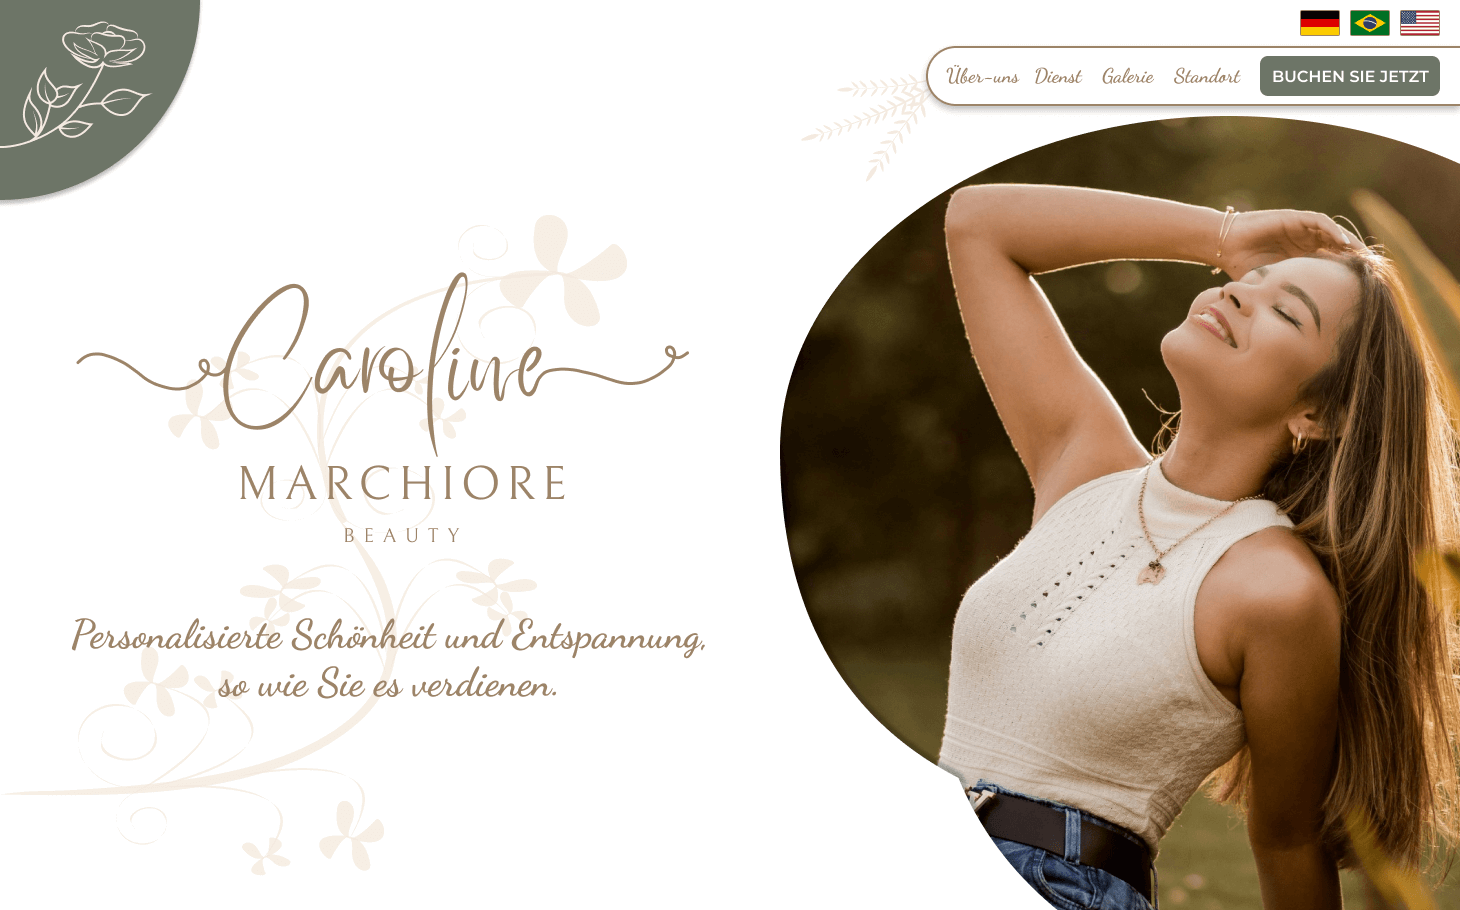 Über-uns Dienst Galerie Standort BUCHEN SIE JETZT
Caroline
MARCHIORE
BEAUTY
Personalisierte Schönheit und Entspannung,
so wie Sie es verdienen.